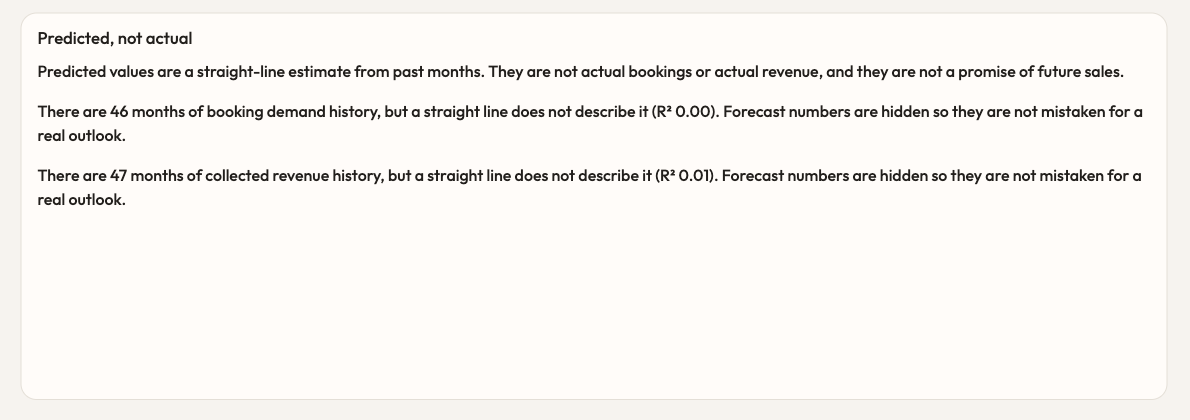 Predicted, not actual
Predicted values are a straight-line estimate from past months. They are not actual bookings or actual revenue, and they are not a promise of future sales.
There are 46 months of booking demand history, but a straight line does not describe it (R² 0.00). Forecast numbers are hidden so they are not mistaken for a
real outlook.
There are 47 months of collected revenue history, but a straight line does not describe it (R² 0.01). Forecast numbers are hidden so they are not mistaken for a
real outlook.